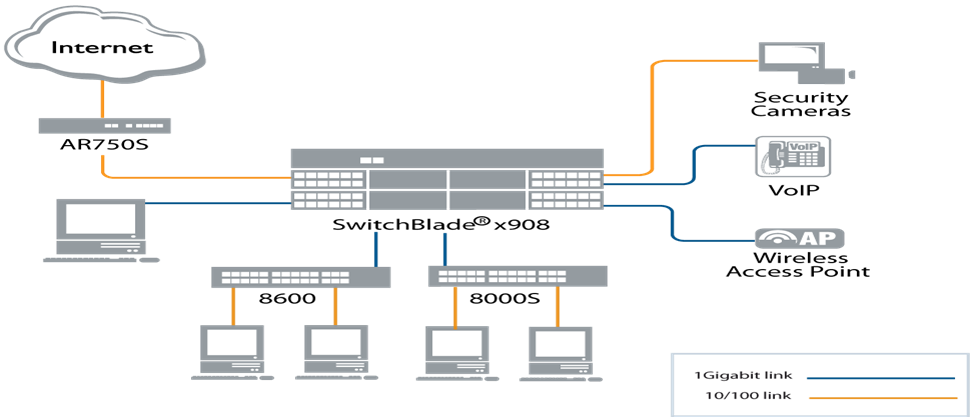 Internet
AR750S
SwitchBlade® x908
8600
8000S
Security
Cameras
VoIP
VoIP
AP
Wireless
Access Point
1Gigabit link
10/100 link